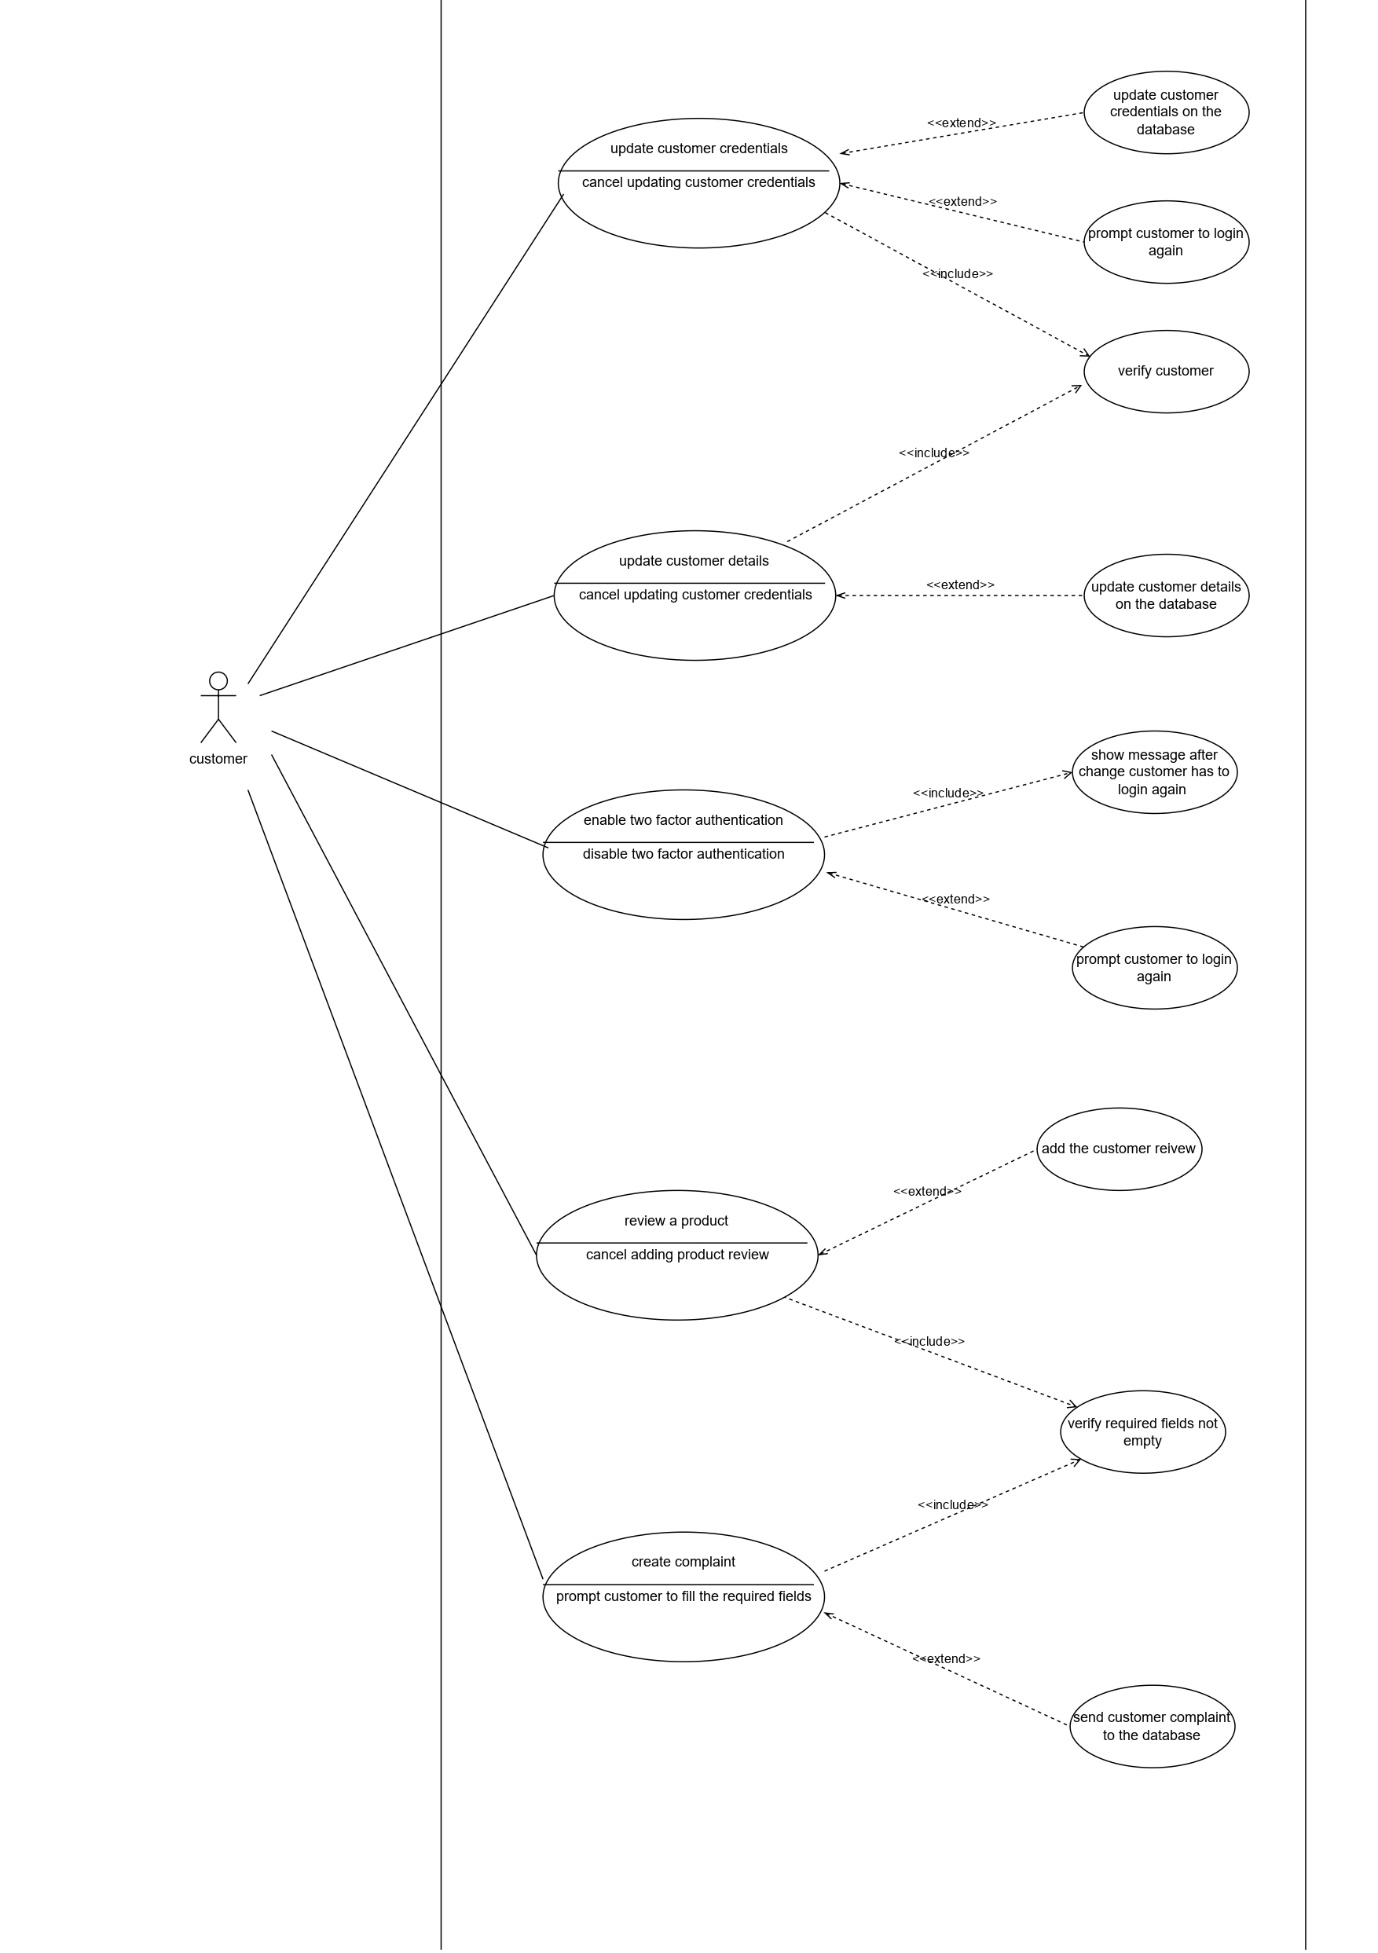 update customer
credentials on the
database
<<extend>>
update customer credentials
cancel updating customer credentials
<<extend>>
prompt customer to login
again
<<include>>
verify customer
<<include>>
update customer details
cancel updating customer credentials
<<extend>>
update customer details
on the database
customer
show message after
change customer has to
login again
<<include>>
enable two factor authentication
disable two factor authentication
<<extend>>
prompt customer to login
again
add the customer reivew
<<extend>>
review a product
cancel adding product review
<<include>>
verify required fields not
empty
<<include>>
create complaint
prompt customer to fill the required fields
<<extend>>
send customer complaint
to the database